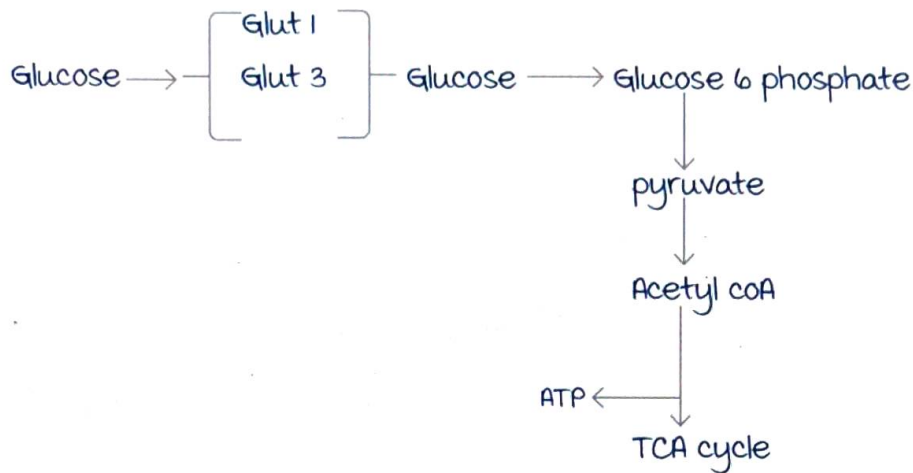 Glut 1
Glucose Glut 3 Glucose Glucose 6 phosphate
pyruvate
Acetyl coA
ATP
TCA cycle